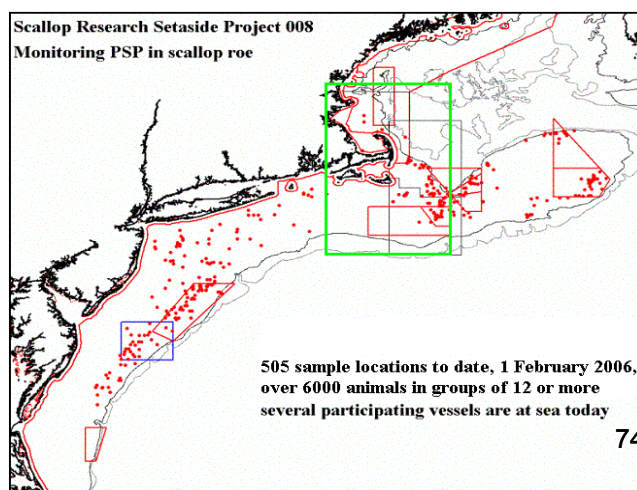 Scallop Research Setaside Project 008
Monitoring PSP in scallop roe
505 sample locations to date, 1 February 2006,
over 6000 animals in groups of 12 or more
several participating vessels are at sea today
74